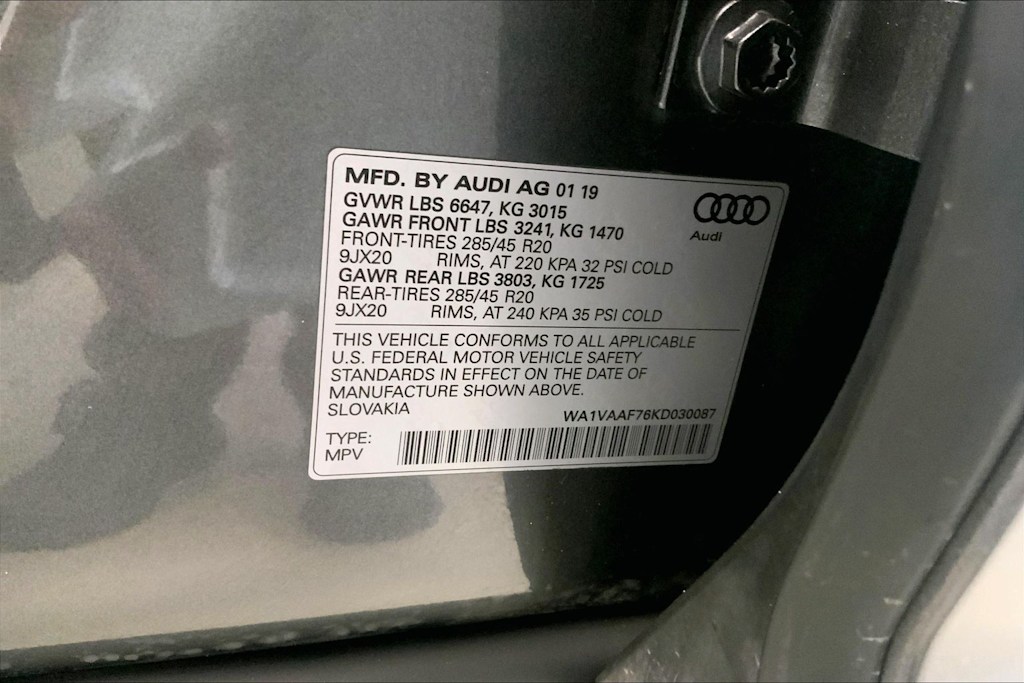 MFD. BY AUDI AG 01 19
GVWR LBS 6647, KG 3015
GAWR FRONT LBS 3241, KG 1470
FRONT-TIRES 285/45 R20
9JX20 RIMS, AT 220 KPA 32 PSI COLD
GAWR REAR LBS 3803, KG 1725
REAR-TIRES 285/45 R20
9JX20 RIMS, AT 240 KPA 35 PSI COLD
Audi
THIS VEHICLE CONFORMS TO ALL APPLICABLE
U.S. FEDERAL MOTOR VEHICLE SAFETY
STANDARDS IN EFFECT ON THE DATE OF
MANUFACTURE SHOWN ABOVE.
SLOVAKIA WA1VAAF76KD030087
TYPE:
MPV